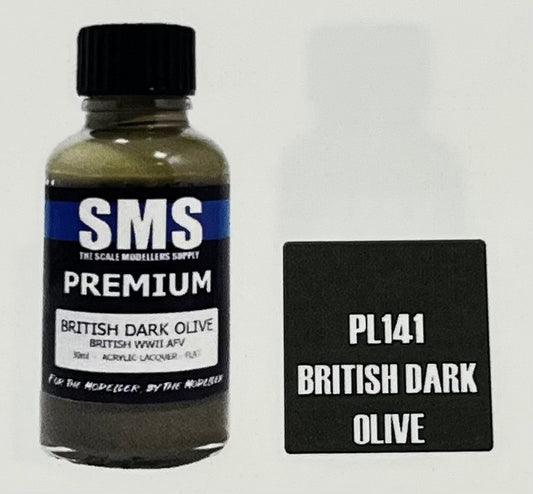 SMS
THE SCALE MODELLERS SUPPLY
PREMIUM
BRITISH DARK OLIVE
BRITISH WWII AFV
30ml - ACRYLIC LACQUER - FLAT
FOR THE MODELLER, BY THE MODELLER
PL141
BRITISH DARK
OLIVE